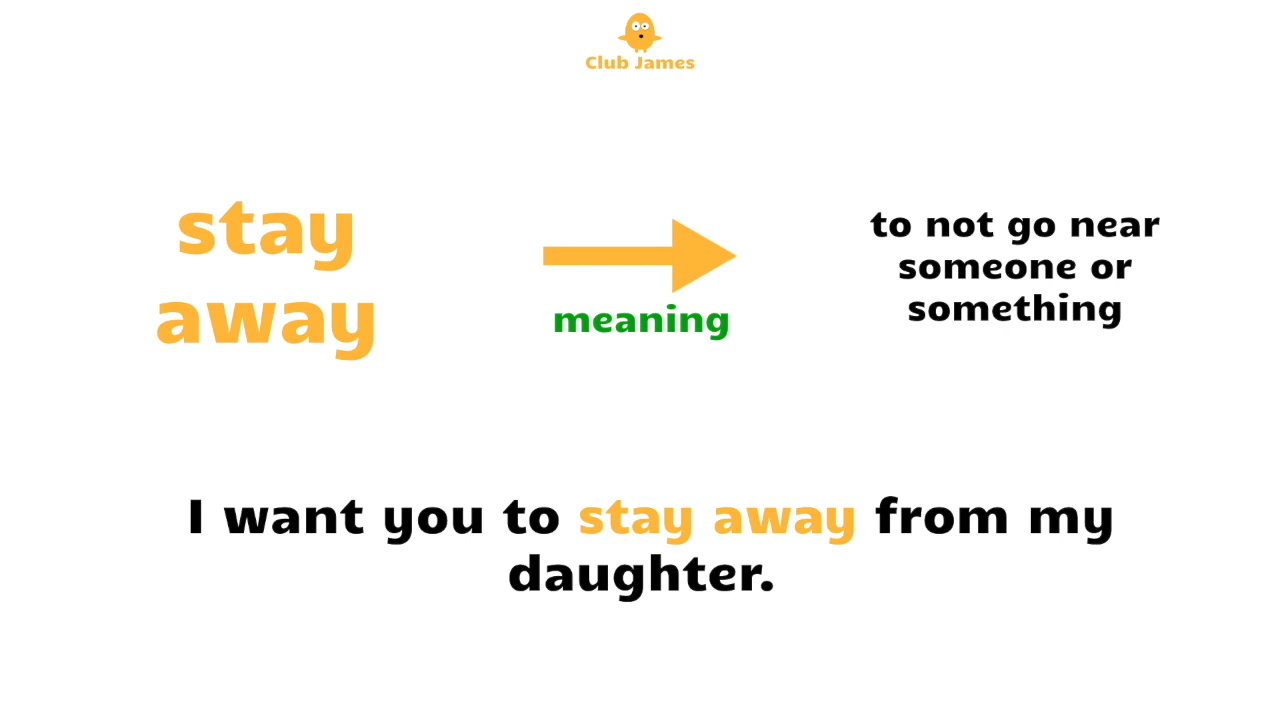 Club James
stay
away
meaning
to not go near
someone or
something
I want you to stay away from my
daughter.